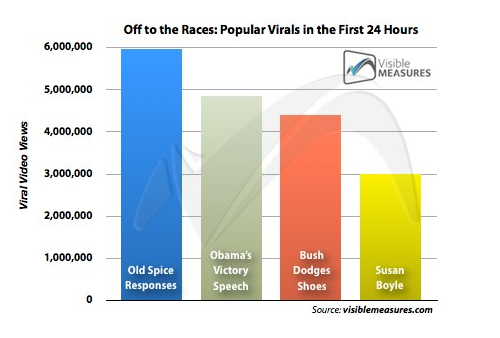 Off to the Races: Popular Virals in the First 24 Hours
Visible
MEASURES
Viral Video Views
6,000,000
5,000,000
4,000,000
3,000,000
2,000,000
1,000,000
0
Old Spice
Responses
Obama's
Victory
Speech
Bush
Dodges
Shoes
Susan
Boyle
Source: visiblemeasures.com